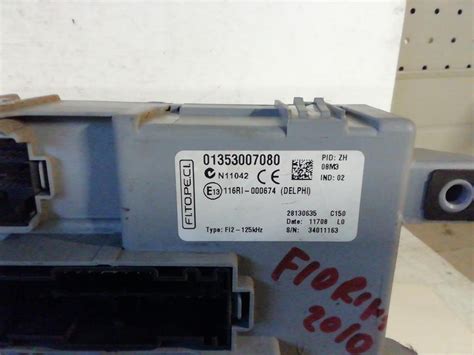 FITOPECL
01353007080
PID: ZH
08M3
N11042 CE
IND: 02
E13 116RI-000674 (DELPHI)
28130635 C150
Date: 11708 L0
Type: FI2-125kHz
S/N: 34011163
FIORINO
2010